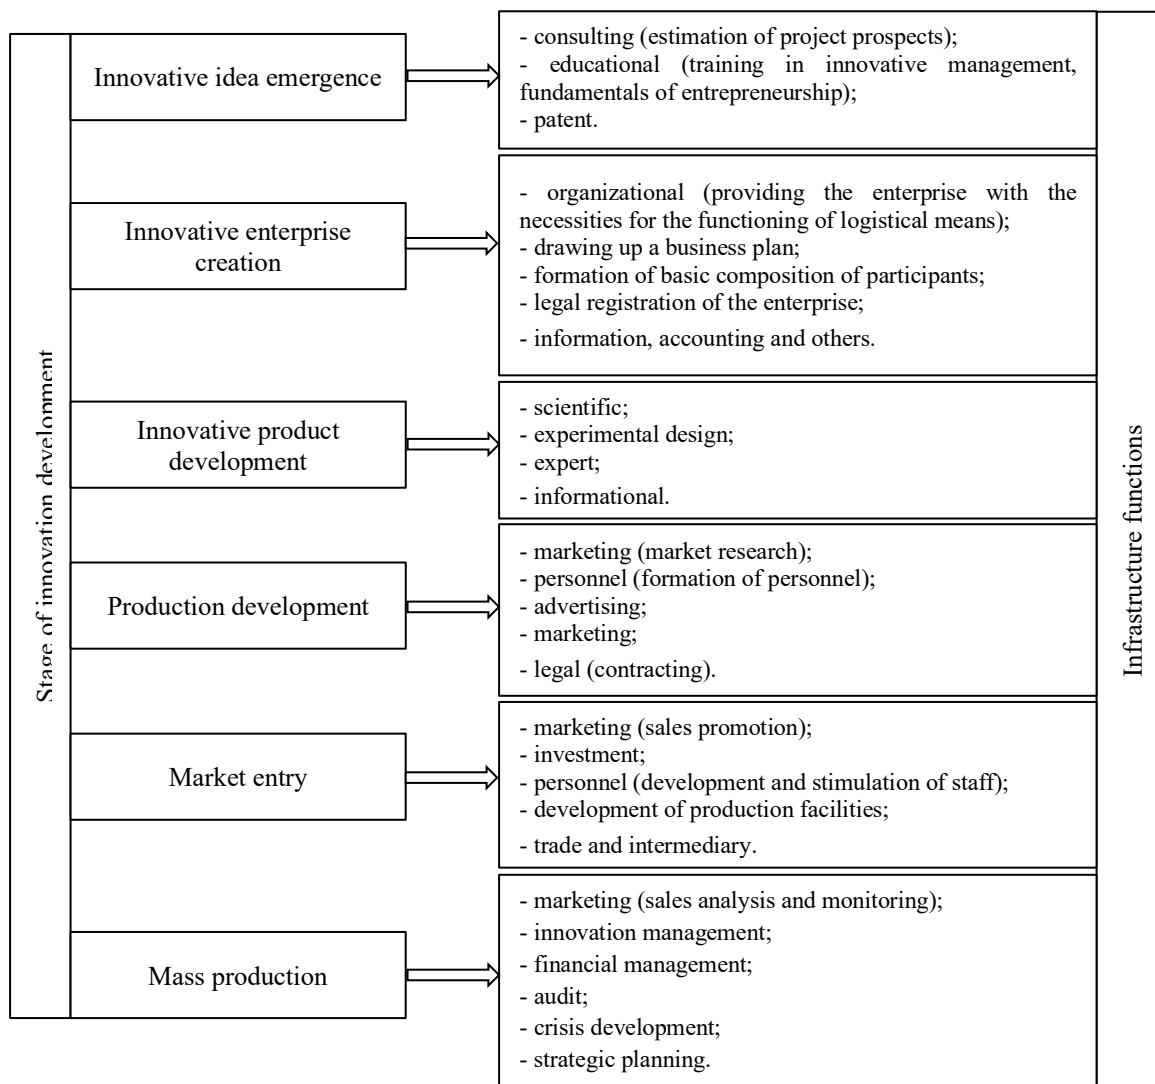 Stage of innovation development
Innovative idea emergence
- consulting (estimation of project prospects);
- educational (training in innovative management,
fundamentals of entrepreneurship);
- patent.
Innovative enterprise
creation
- organizational (providing the enterprise with the
necessities for the functioning of logistical means);
- drawing up a business plan;
- formation of basic composition of participants;
- legal registration of the enterprise;
- information, accounting and others.
Innovative product
development
- scientific;
- experimental design;
- expert;
- informational.
Production development
- marketing (market research);
- personnel (formation of personnel);
- advertising;
- marketing;
- legal (contracting).
Market entry
- marketing (sales promotion);
- investment;
- personnel (development and stimulation of staff);
- development of production facilities;
- trade and intermediary.
Mass production
- marketing (sales analysis and monitoring);
- innovation management;
- financial management;
- audit;
- crisis development;
- strategic planning.
Infrastructure functions